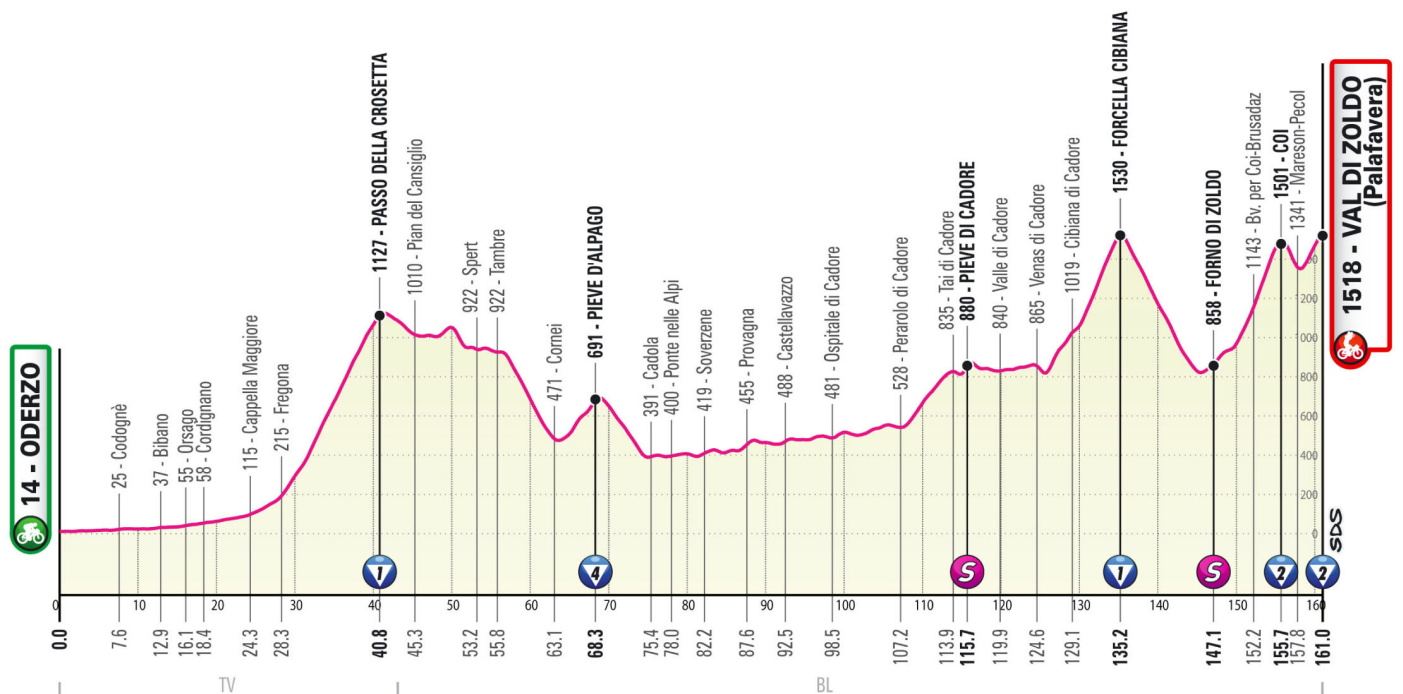 14 - ODERZO
25 - Codognè
37 - Bibano
55 - Orsago
58 - Cordignano
115 - Cappella Maggiore
215 - Fregona
1127 - PASSO DELLA CROSETTA
1010 - Pian del Cansiglio
922 - Spert
922 - Tambre
471 - Cornei
691 - PIEVE D'ALPAGO
391 - Cadola
400 - Ponte nelle Alpi
419 - Soverzene
455 - Provagna
488 - Castellavazzo
481 - Ospitale di Cadore
528 - Perarolo di Cadore
835 - Tai di Cadore
880 - PIEVE DI CADORE
840 - Valle di Cadore
865 - Venas di Cadore
1019 - Cibiana di Cadore
1530 - FORCELLA CIBIANA
858 - FORNO DI ZOLDO
1143 - Bv. per Coi-Brusadaz
1501 - COI
1341 - Mareson-Pecol
1518 - VAL DI ZOLDO
(Palafavera)
400
200
1000
800
600
400
200
0
SDS
1 4 S 1 S 2 2
0 10 20 30 40 50 60 70 80 90 100 110 120 130 140 150 160
0.0 7.6 12.9 16.1 18.4 24.3 28.3 40.8 45.3 53.2 55.8 63.1 68.3 75.4 78.0 82.2 87.6 92.5 98.5 107.2 113.9 115.7 119.9 124.6 129.1 135.2 147.1 152.2 155.7 157.8 161.0
TV BL